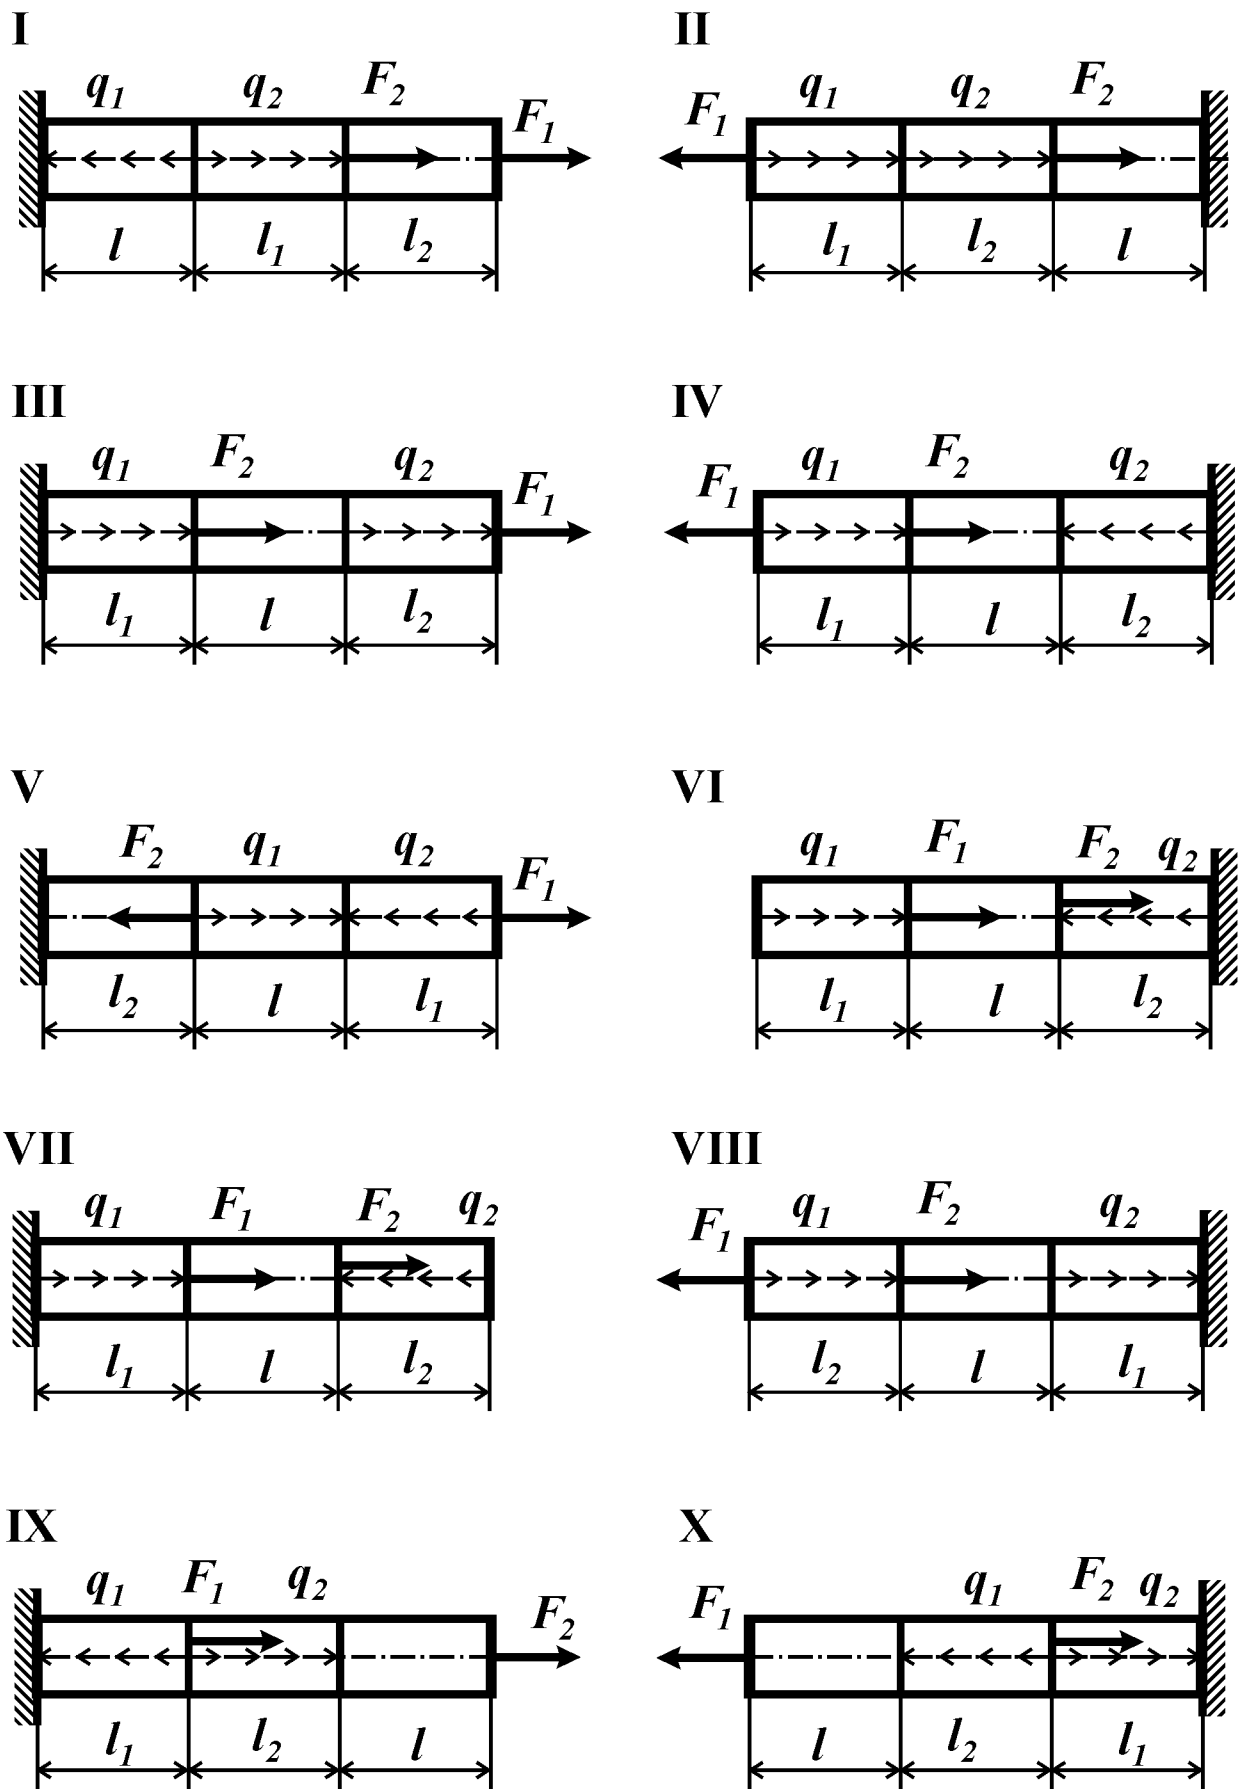 I II
q1 q2 F2 F1 F1 q1 q2 F2
l l1 l2 l1 l2 l
III IV
q1 F2 q2 F1 F1 q1 F2 q2
l1 l l2 l1 l l2
V VI
F2 q1 q2 F1 q1 F1 F2 q2
l2 l l1 l1 l l2
VII VIII
q1 F1 F2 q2 F1 q1 F2 q2
l1 l l2 l2 l l1
IX X
q1 F1 q2 F2 F1 q1 F2 q2
l1 l2 l l l2 l1